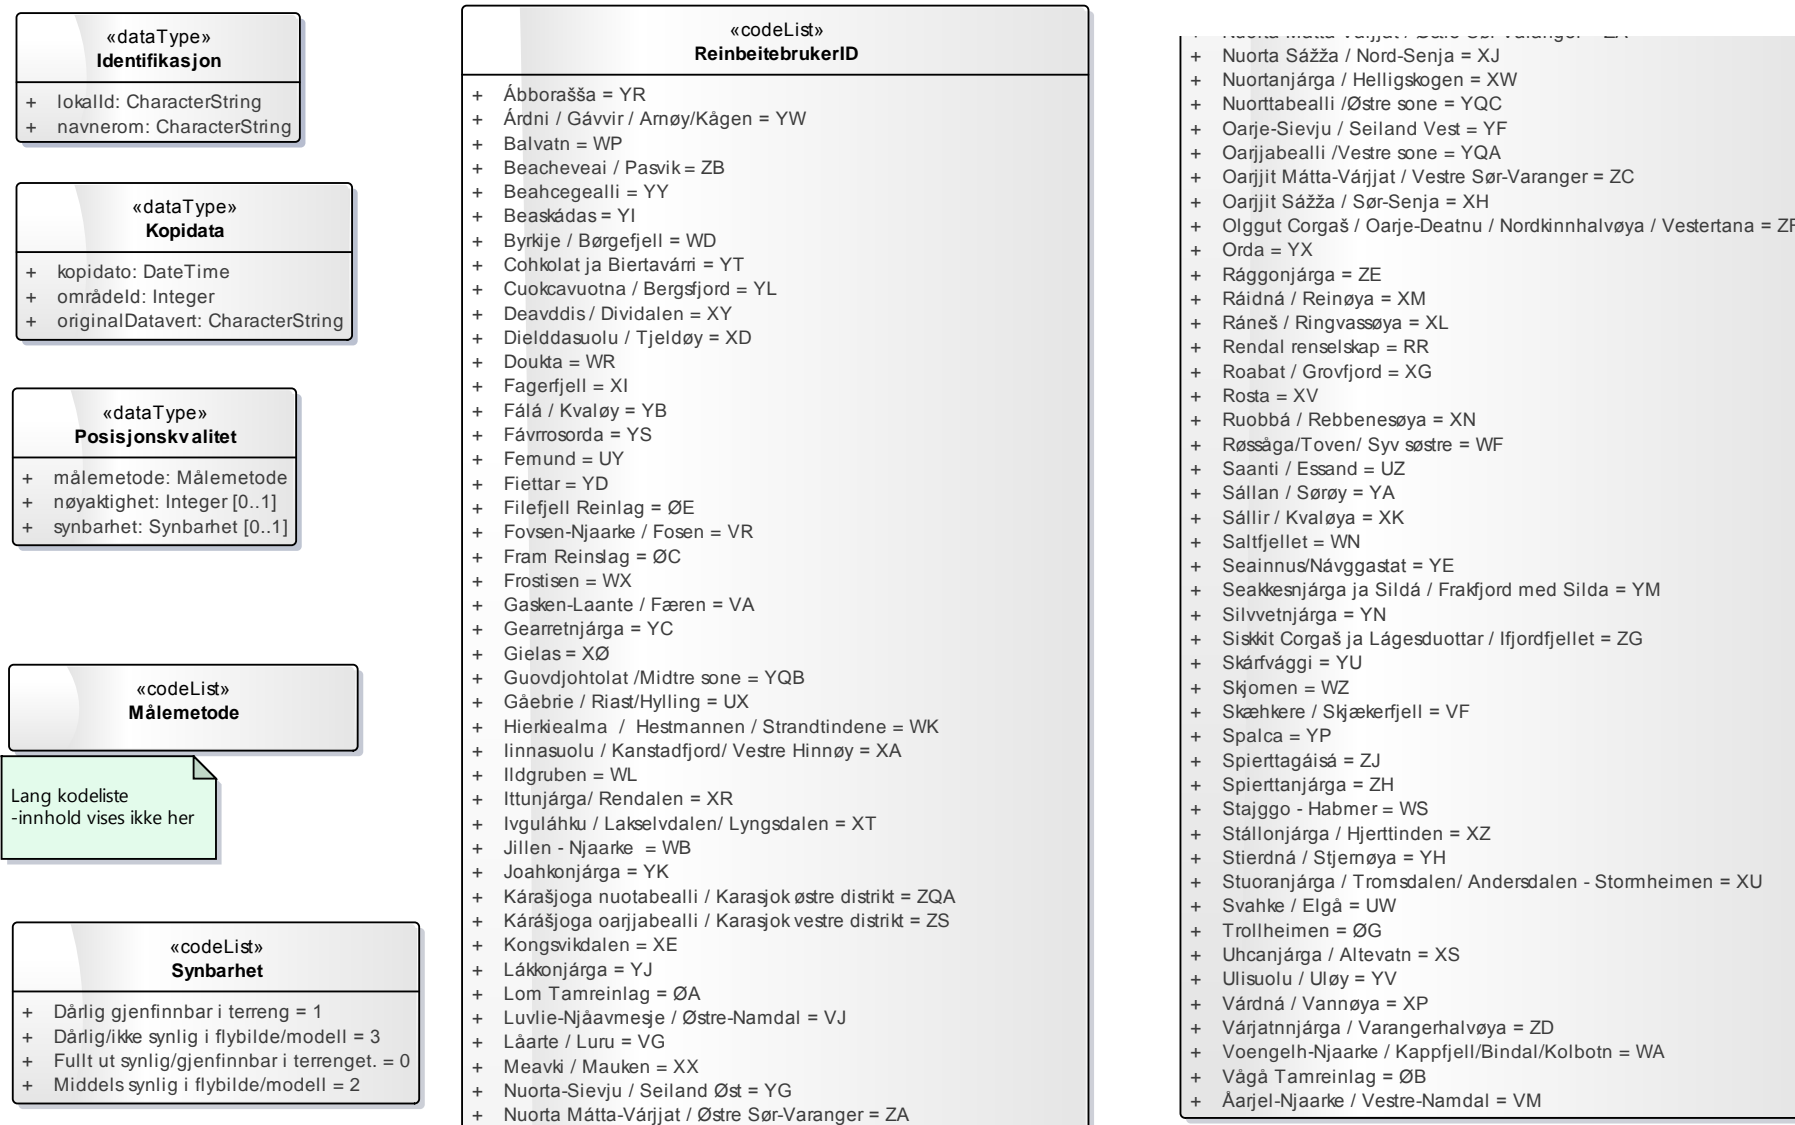 «dataType»
Identifikasjon
+ lokalId: CharacterString
+ navnerom: CharacterString
«dataType»
Kopidata
+ kopidato: DateTime
+ områdeId: Integer
+ originalDatavert: CharacterString
«dataType»
Posisjonskvalitet
+ målemetode: Målemetode
+ nøyaktighet: Integer [0..1]
+ synbarhet: Synbarhet [0..1]
«codeList»
Målemetode
Lang kodeliste
-innhold vises ikke her
«codeList»
Synbarhet
+ Dårlig gjenfinnbar i terreng = 1
+ Dårlig/ikke synlig i flybilde/modell = 3
+ Fullt ut synlig/gjenfinnbar i terrenget. = 0
+ Middels synlig i flybilde/modell = 2
«codeList»
ReinbeitebrukerID
+ Ábborašša = YR
+ Árdni / Gávvir / Arnøy/Kågen = YW
+ Balvatn = WP
+ Beacheveai / Pasvik = ZB
+ Beahcegealli = YY
+ Beaskádas = YI
+ Byrkije / Børgefjell = WD
+ Cohkolat ja Biertavárri = YT
+ Cuokcavuotna / Bergsfjord = YL
+ Deavddis / Dividalen = XY
+ Dielddasuolu / Tjeldøy = XD
+ Doukta = WR
+ Fagerfjell = XI
+ Fálá / Kvaløy = YB
+ Fávrrosorda = YS
+ Femund = UY
+ Fiettar = YD
+ Filefjell Reinlag = ØE
+ Fovsen-Njaarke / Fosen = VR
+ Fram Reinslag = ØC
+ Frostisen = WX
+ Gasken-Laante / Færen = VA
+ Gearretnjárga = YC
+ Gielas = XØ
+ Guovdjohtolat /Midtre sone = YQB
+ Gåebrie / Riast/Hylling = UX
+ Hierkiealma / Hestmannen / Strandtindene = WK
+ Iinnasuolu / Kanstadfjord/ Vestre Hinnøy = XA
+ Ildgruben = WL
+ Ittunjárga/ Rendalen = XR
+ Ivguláhku / Lakselvdalen/ Lyngsdalen = XT
+ Jillen - Njaarke = WB
+ Joahkonjárga = YK
+ Kárašjoga nuotabealli / Karasjok østre distrikt = ZQA
+ Kárášjoga oarjjabealli / Karasjok vestre distrikt = ZS
+ Kongsvikdalen = XE
+ Lákkonjárga = YJ
+ Lom Tamreinlag = ØA
+ Luvlie-Njåavmesje / Østre-Namdal = VJ
+ Låarte / Luru = VG
+ Meavki / Mauken = XX
+ Nuorta-Sievju / Seiland Øst = YG
+ Nuorta Mátta-Várjjat / Østre Sør-Varanger = ZA
+ Nuorta Sážža / Nord-Senja = XJ
+ Nuortanjárga / Helligskogen = XW
+ Nuorttabealli /Østre sone = YQC
+ Oarje-Sievju / Seiland Vest = YF
+ Oarjjabealli /Vestre sone = YQA
+ Oarjjit Mátta-Várjjat / Vestre Sør-Varanger = ZC
+ Oarjjit Sážža / Sør-Senja = XH
+ Olggut Corgaš / Oarje-Deatnu / Nordkinnhalvøya / Vestertana =
+ Orda = YX
+ Rággonjárga = ZE
+ Ráidná / Reinøya = XM
+ Ráneš / Ringvassøya = XL
+ Rendal renselskap = RR
+ Roabat / Grovfjord = XG
+ Rosta = XV
+ Ruobbá / Rebbenesøya = XN
+ Røssåga/Toven/ Syv søstre = WF
+ Saanti / Essand = UZ
+ Sállan / Sørøy = YA
+ Sállir / Kvaløya = XK
+ Saltfjellet = WN
+ Seainnus/Návggastat = YE
+ Seakkesnjárga ja Sildá / Frakfjord med Silda = YM
+ Silvvetnjárga = YN
+ Siskkit Corgaš ja Lágesduottar / Ifjordfjellet = ZG
+ Skárfvággi = YU
+ Skjomen = WZ
+ Skæhkere / Skjækerfjell = VF
+ Spalca = YP
+ Spierttagáisá = ZJ
+ Spierttanjárga = ZH
+ Stajggo - Habmer = WS
+ Stállonjárga / Hjerttinden = XZ
+ Stierdná / Stjernøya = YH
+ Stuoranjárga / Tromsdalen/ Andersdalen - Stormheimen = XU
+ Svahke / Elgå = UW
+ Trollheimen = ØG
+ Uhcanjárga / Altevatn = XS
+ Ulisuolu / Uløy = YV
+ Várdná / Vannøya = XP
+ Várjatnnjárga / Varangerhalvøya = ZD
+ Voengelh-Njaarke / Kappfjell/Bindal/Kolbotn = WA
+ Vågå Tamreinlag = ØB
+ Åarjel-Njaarke / Vestre-Namdal = VM